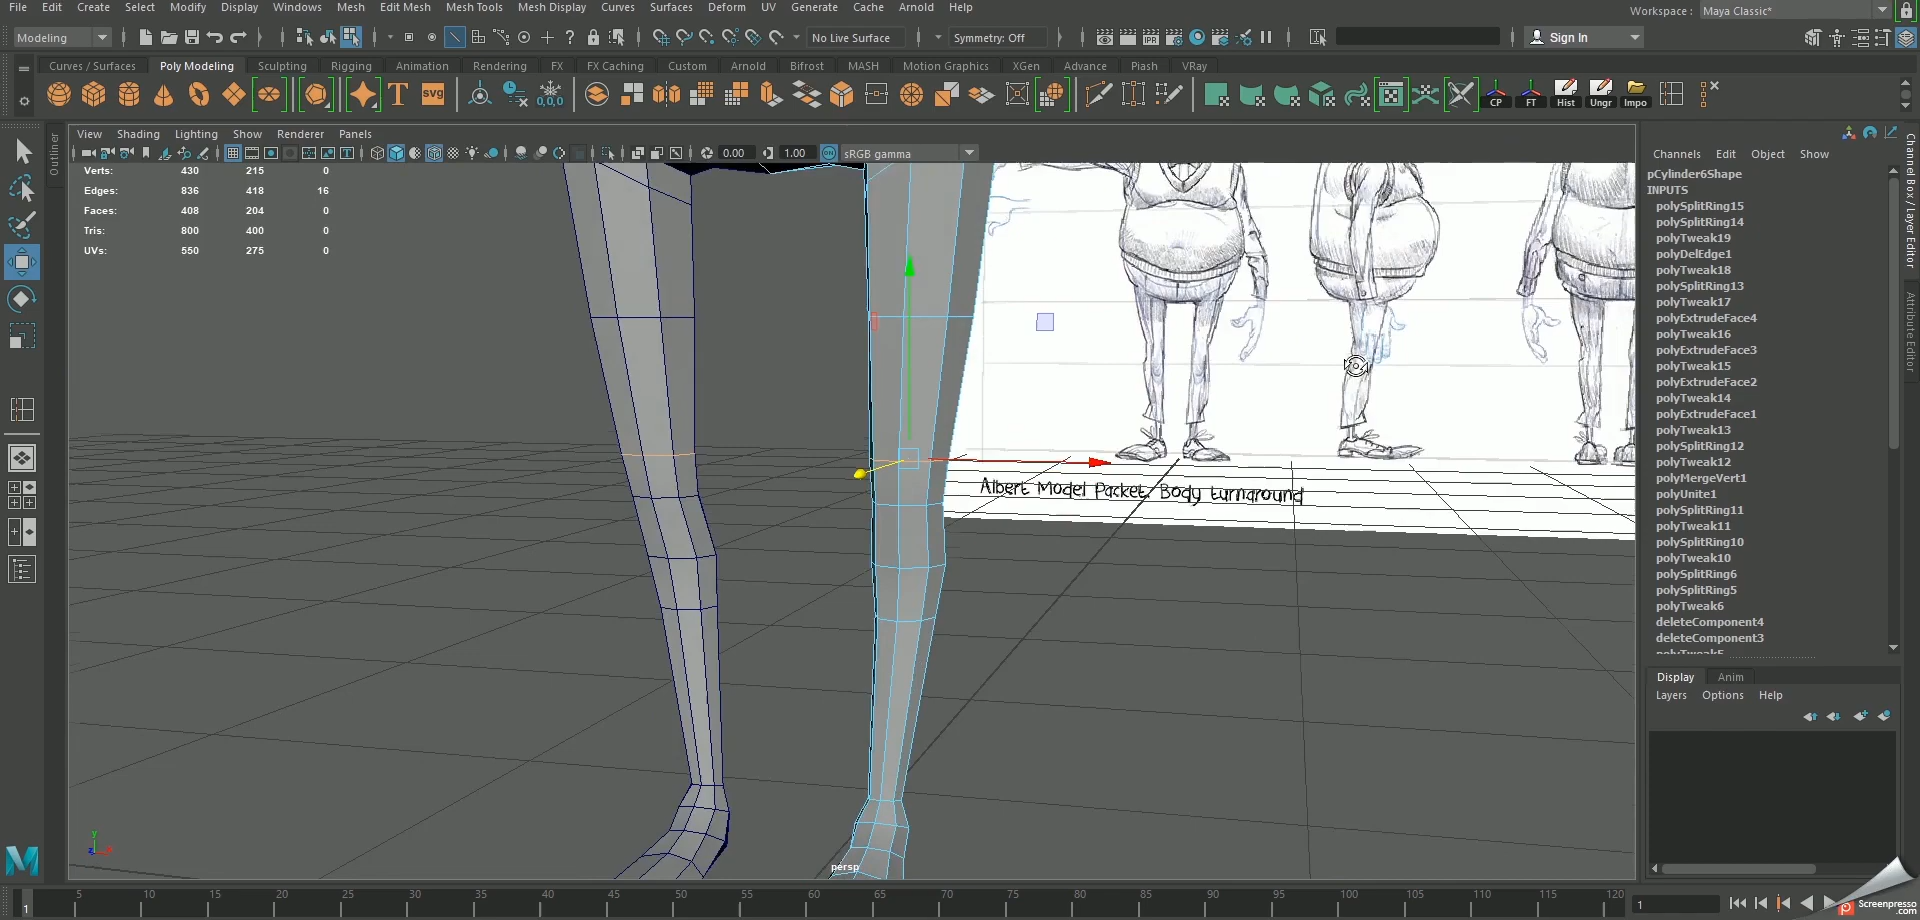 File Edit Create Select Modify Display Windows Mesh Edit Mesh Mesh Tools Mesh Display Curves Surfaces Deform UV Generate Cache Arnold Help
Workspace : Maya Classic*
Modeling
No Live Surface
Symmetry: Off
Sign In
Curves / Surfaces Poly Modeling Sculpting Rigging Animation Rendering FX FX Caching Custom Arnold Bifrost MASH Motion Graphics XGen Advance Piash VRay
T svg 0,0,0 CP FT Hist Ungr Impo
View Shading Lighting Show Renderer Panels
0.00 1.00 ON sRGB gamma
Outliner
Verts: 430 215 0
Edges: 836 418 16
Faces: 408 204 0
Tris: 800 400 0
UVs: 550 275 0
Albert Model Packet. Body turnaround
persp
Channels Edit Object Show
pCylinder6Shape
INPUTS
polySplitRing15
polySplitRing14
polyTweak19
polyDelEdge1
polyTweak18
polySplitRing13
polyTweak17
polyExtrudeFace4
polyTweak16
polyExtrudeFace3
polyTweak15
polyExtrudeFace2
polyTweak14
polyExtrudeFace1
polyTweak13
polySplitRing12
polyTweak12
polyMergeVert1
polyUnite1
polySplitRing11
polyTweak11
polySplitRing10
polyTweak10
polySplitRing6
polySplitRing5
polyTweak6
deleteComponent4
deleteComponent3
polyTweak5
Channel Box / Layer Editor
Attribute Editor
Display Anim
Layers Options Help
1 5 10 15 20 25 30 35 40 45 50 55 60 65 70 75 80 85 90 95 100 105 110 115 120
1
Screenpresso
.com